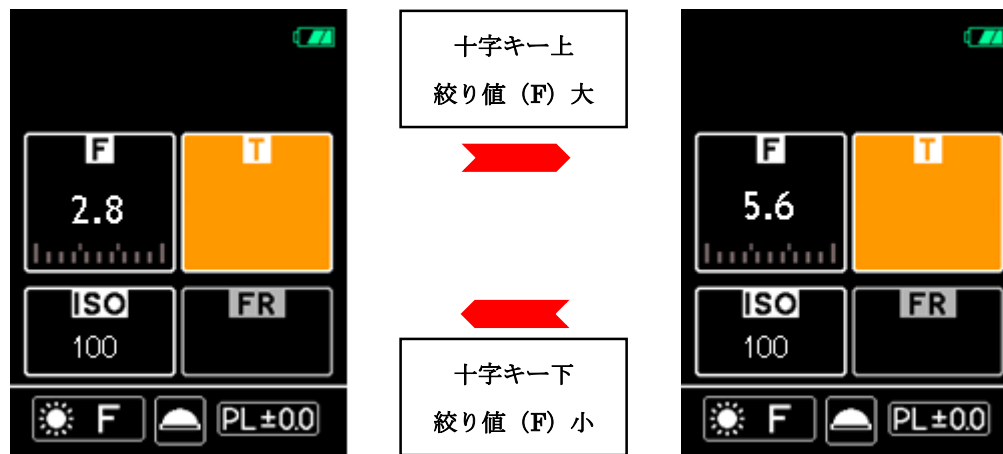 F
T
2.8
ISO
FR
100
F
PL±0.0
十字キー上
絞り値（F）大
十字キー下
絞り値（F）小
F
T
5.6
ISO
FR
100
F
PL±0.0